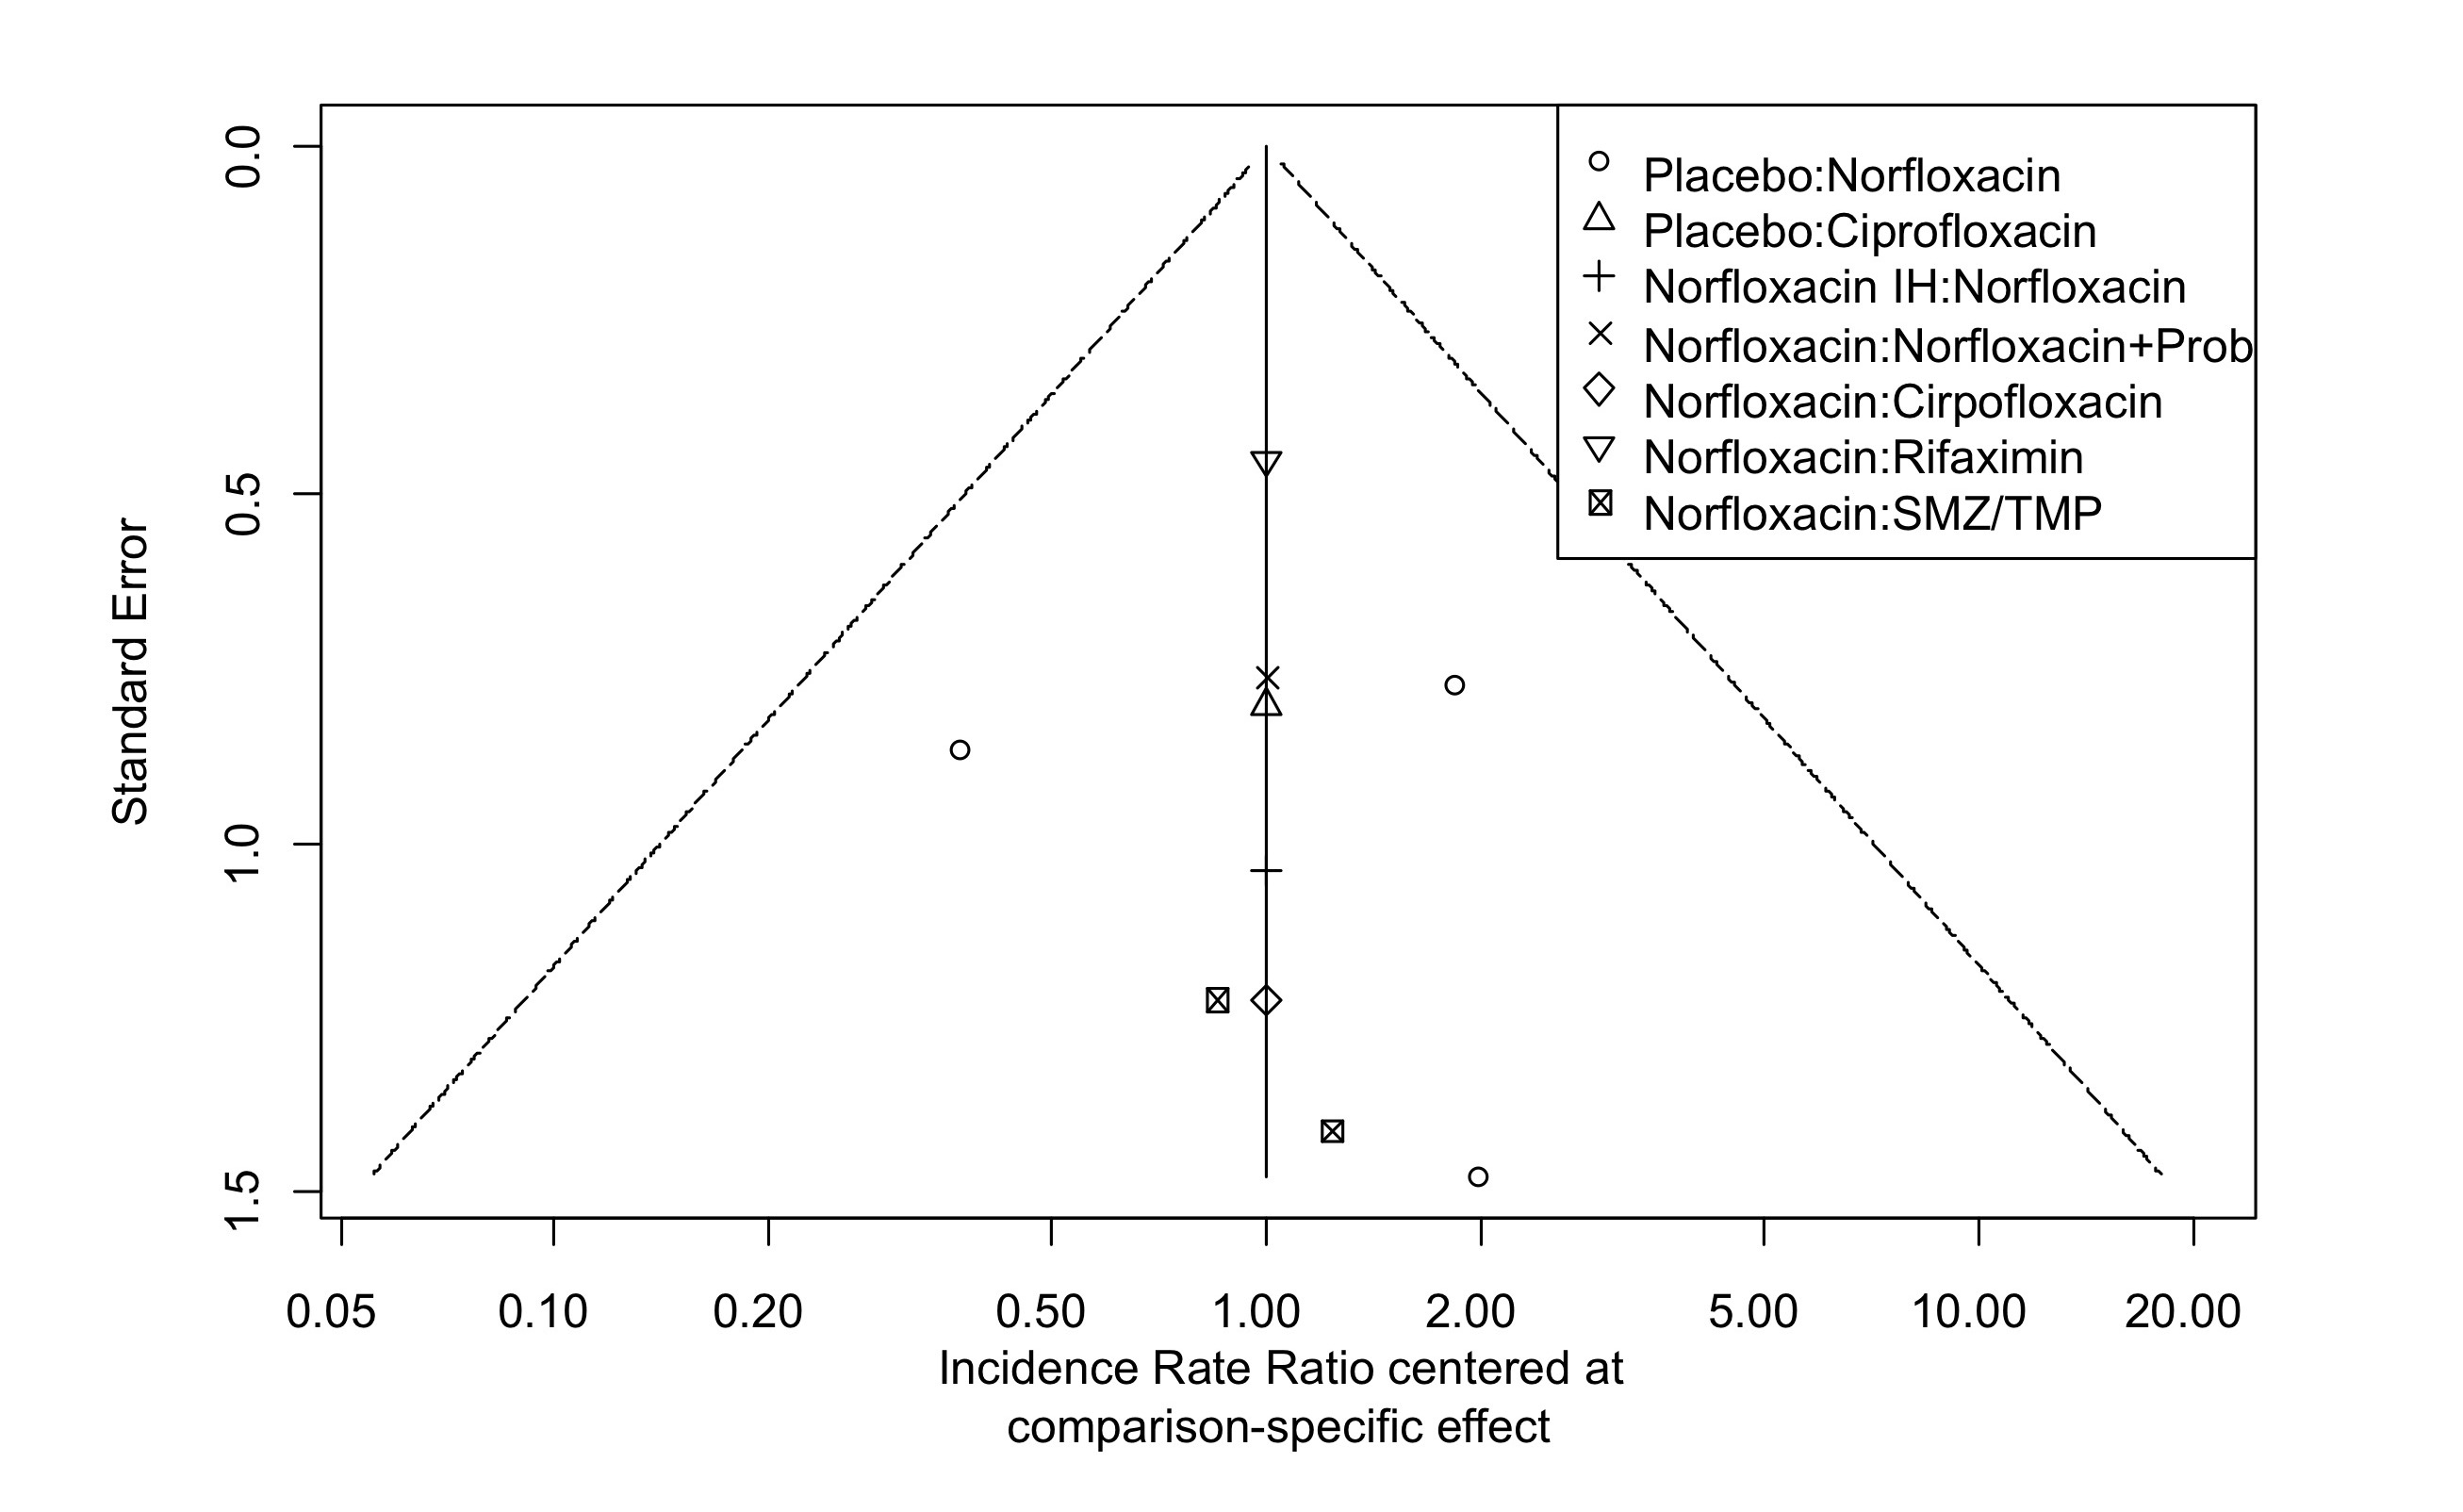 Placebo:Norfloxacin
Placebo:Ciprofloxacin
Norfloxacin IH:Norfloxacin
Norfloxacin:Norfloxacin+Prob
Norfloxacin:Cirpofloxacin
Norfloxacin:Rifaximin
Norfloxacin:SMZ/TMP
Standard Error
0.0
0.5
1.0
1.5
0.05 0.10 0.20 0.50 1.00 2.00 5.00 10.00 20.00
Incidence Rate Ratio centered at
comparison-specific effect